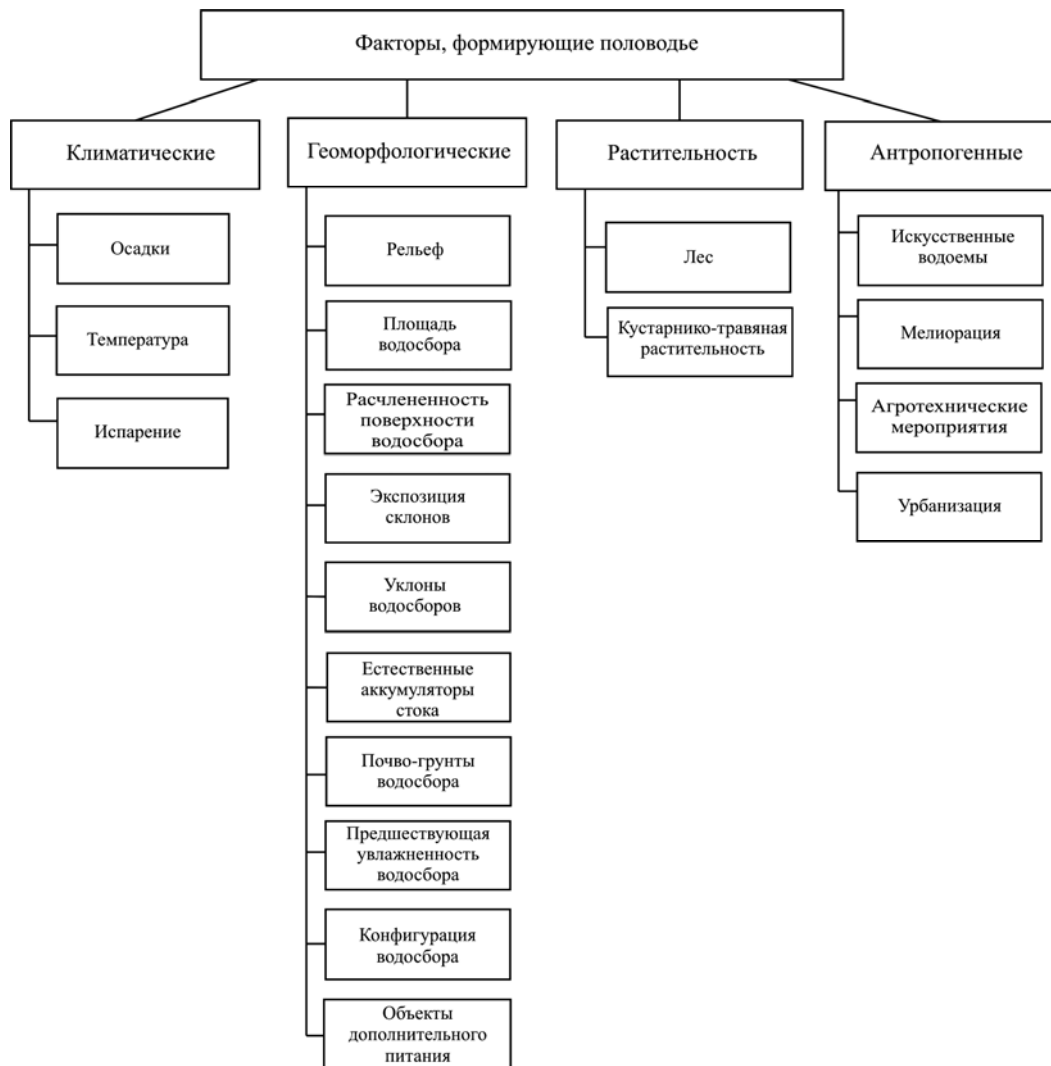 Факторы, формирующие половодье
Климатические
Осадки
Температура
Испарение
Геоморфологические
Рельеф
Площадь
водосбора
Расчлененность
поверхности
водосбора
Экспозиция
склонов
Уклоны
водосборов
Естественные
аккумуляторы
стока
Почво-грунты
водосбора
Предшествующая
увлажненность
водосбора
Конфигурация
водосбора
Объекты
дополнительного
питания
Растительность
Лес
Кустарнико-травяная
растительность
Антропогенные
Искусственные
водоемы
Мелиорация
Агротехнические
мероприятия
Урбанизация